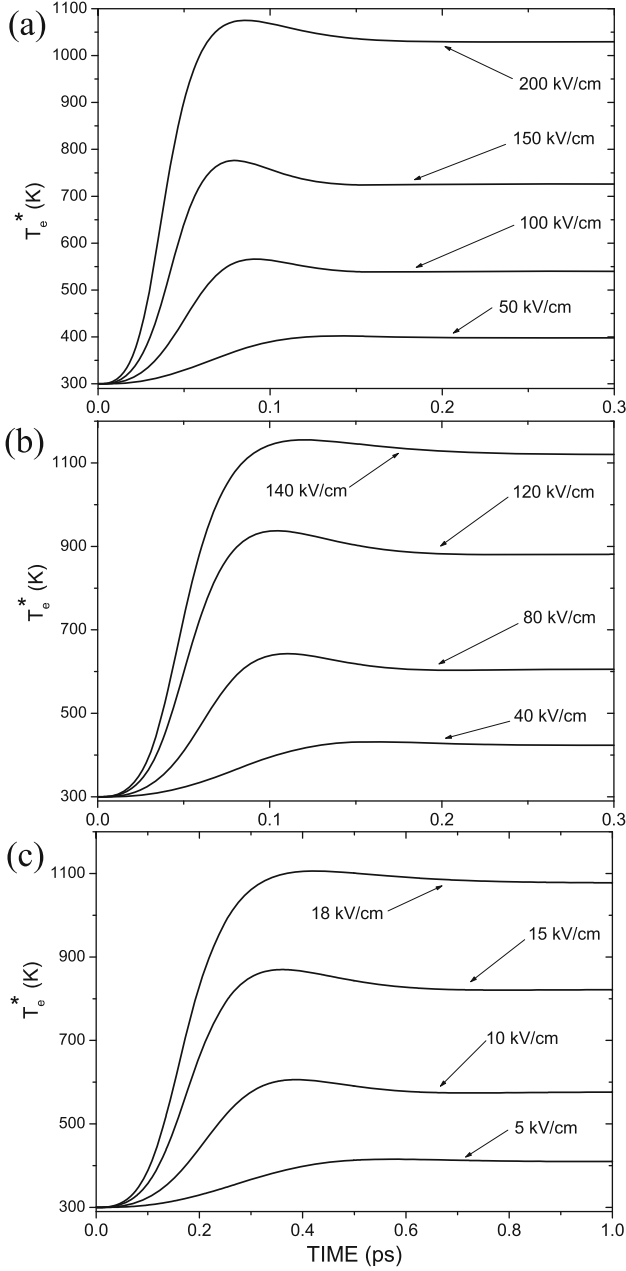 (a)
1100
1000
900
800
700
600
500
400
300
T_e^* (K)
200 kV/cm
150 kV/cm
100 kV/cm
50 kV/cm
0.0 0.1 0.2 0.3
(b)
1100
900
700
500
300
T_e^* (K)
140 kV/cm
120 kV/cm
80 kV/cm
40 kV/cm
0.0 0.1 0.2 0.3
(c)
1100
900
700
500
300
T_e^* (K)
18 kV/cm
15 kV/cm
10 kV/cm
5 kV/cm
0.0 0.2 0.4 0.6 0.8 1.0
TIME (ps)